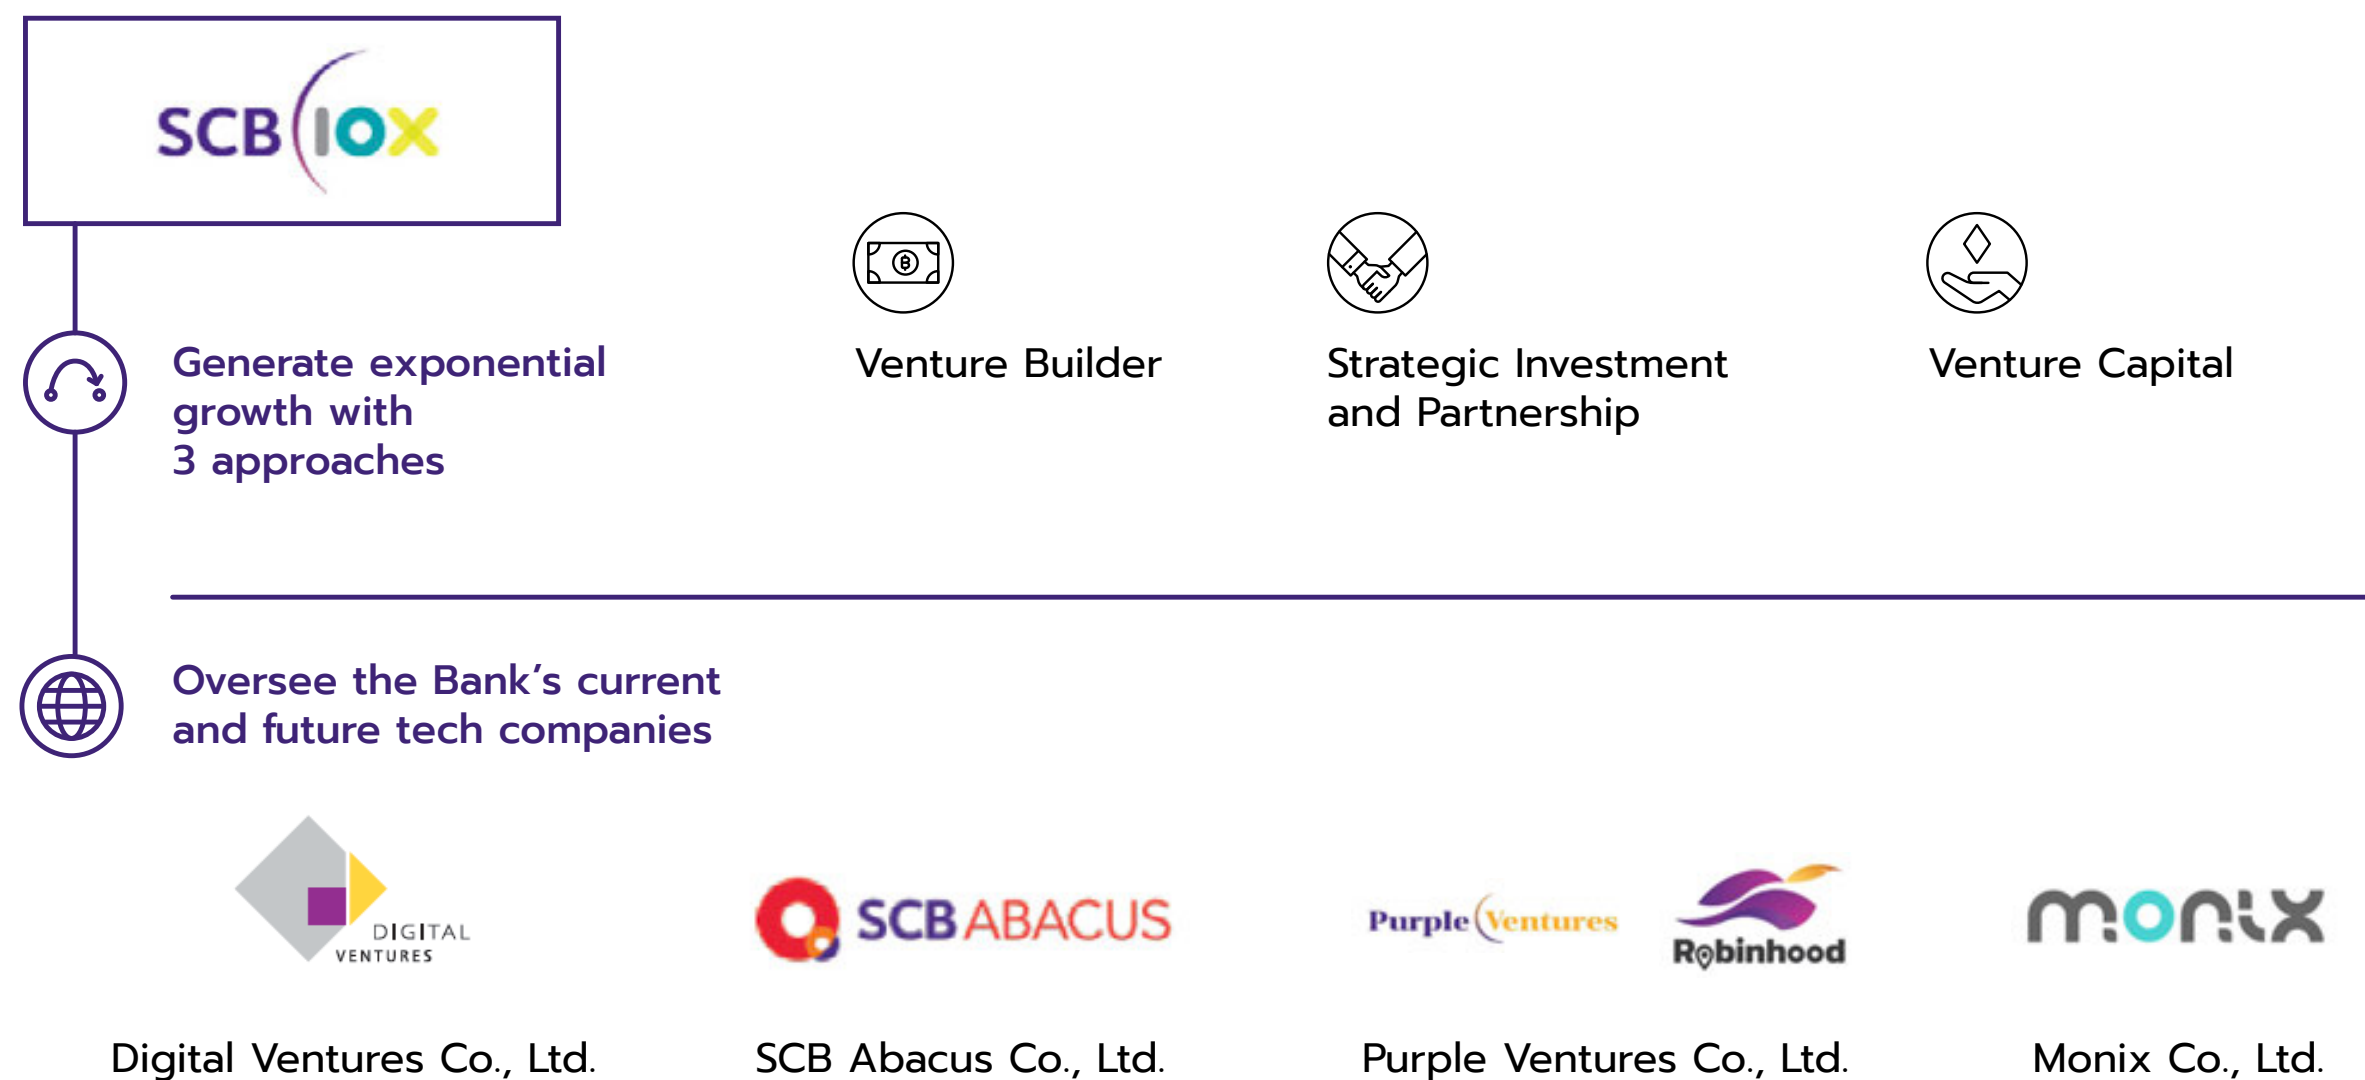 SCB 10X
Generate exponential
growth with
3 approaches
Venture Builder
Strategic Investment
and Partnership
Venture Capital
Oversee the Bank’s current
and future tech companies
DIGITAL
VENTURES
SCB ABACUS
Purple Ventures
Robinhood
monix
Digital Ventures Co., Ltd.
SCB Abacus Co., Ltd.
Purple Ventures Co., Ltd.
Monix Co., Ltd.